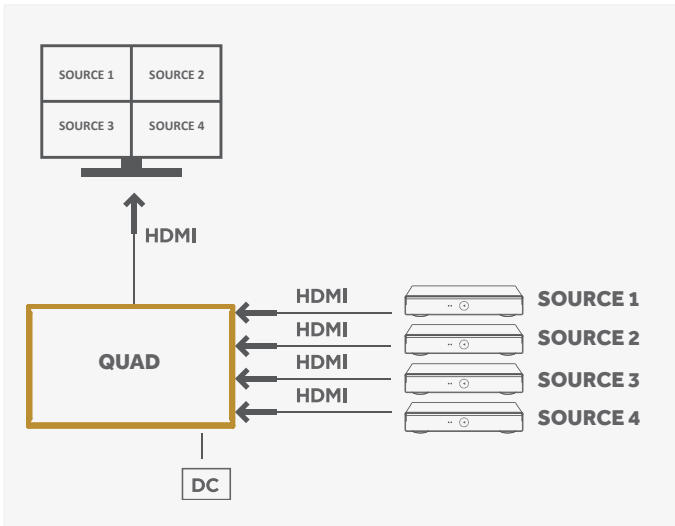 SOURCE 1 SOURCE 2
SOURCE 3 SOURCE 4
HDMI
HDMI SOURCE 1
HDMI SOURCE 2
HDMI SOURCE 3
HDMI SOURCE 4
QUAD
DC